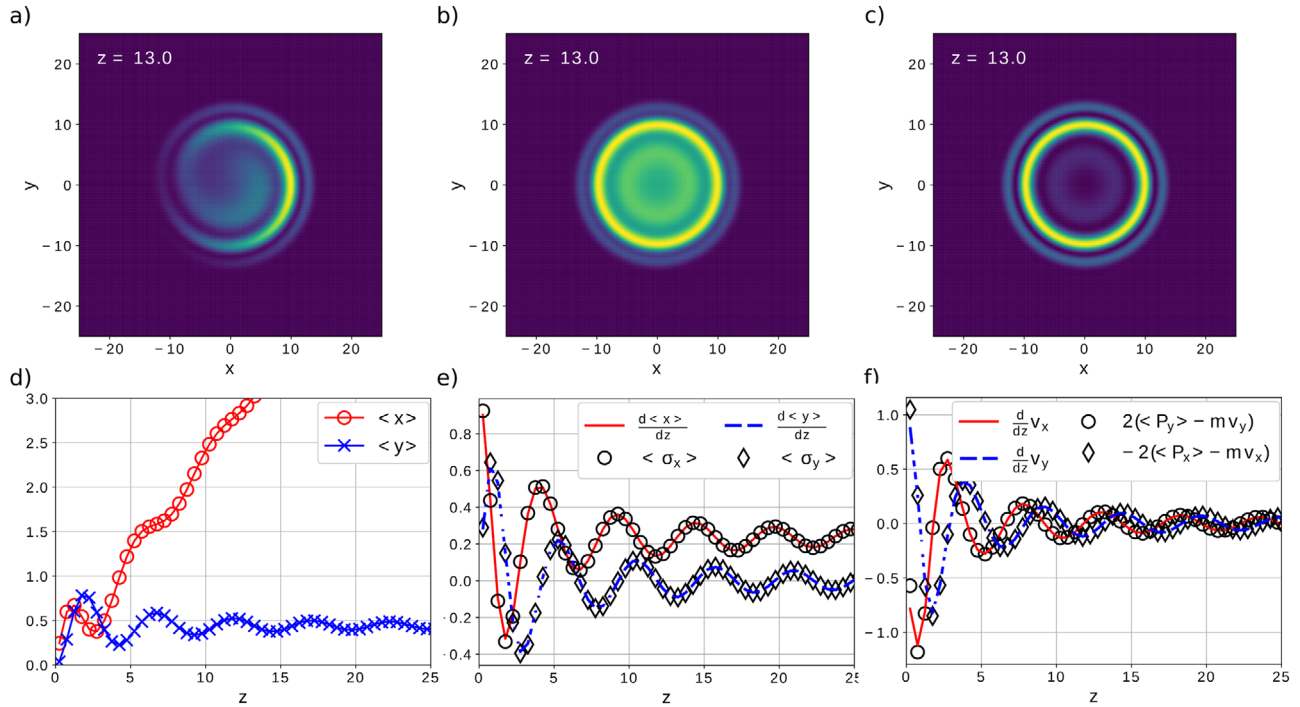 a)
b)
c)
z = 13.0
z = 13.0
z = 13.0
20
10
0
−10
−20
y
20
10
0
−10
−20
y
20
10
0
−10
−20
y
−20 −10 0 10 20
−20 −10 0 10 20
−20 −10 0 10 20
x
x
x
d)
e)
f)
3.0
2.5
2.0
1.5
1.0
0.5
0.0
<x>
<y>
0 5 10 15 20 25
z
0.8
0.6
0.4
0.2
0.0
0.2
0.4
d<x>/dz
d<y>/dz
<σx>
<σy>
0 5 10 15 20 25
z
1.0
0.5
0.0
−0.5
−1.0
d/dz vx
d/dz vy
2(<Py>−mvy)
−2(<Px>−mvx)
0 5 10 15 20 25
z